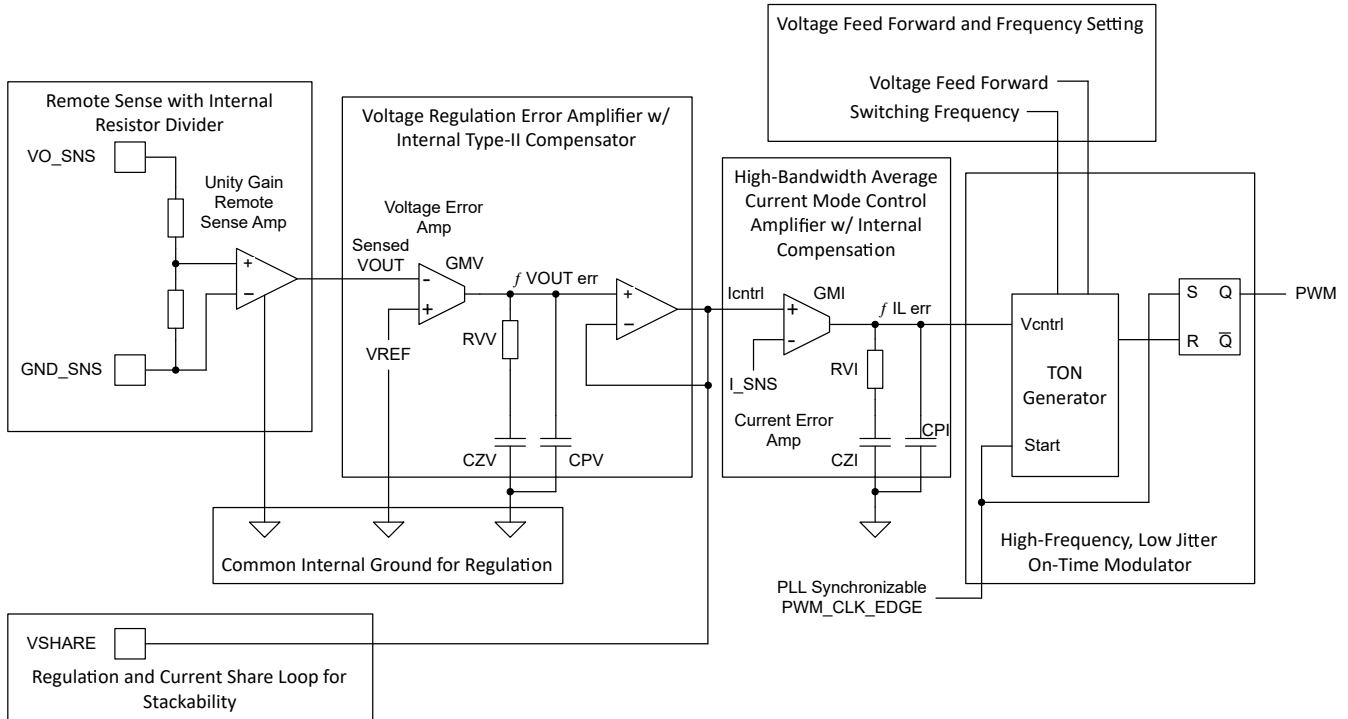 Voltage Feed Forward and Frequency Setting
Voltage Feed Forward
Switching Frequency
Remote Sense with Internal
Resistor Divider
VO_SNS
Unity Gain
Remote
Sense Amp
+
−
GND_SNS
Voltage Regulation Error Amplifier w/
Internal Type-II Compensator
Voltage Error
Amp
Sensed
VOUT
GMV
-
+
VREF
ƒ VOUT err
RVV
CZV
CPV
+
−
High-Bandwidth Average
Current Mode Control
Amplifier w/ Internal
Compensation
Icntrl
GMI
+
-
I_SNS
ƒ IL err
RVI
Current Error
Amp
CZI
CPI
Vcntrl
TON
Generator
Start
S Q
R Q̅
PWM
High-Frequency, Low Jitter
On-Time Modulator
PLL Synchronizable
PWM_CLK_EDGE
Common Internal Ground for Regulation
VSHARE
Regulation and Current Share Loop for
Stackability